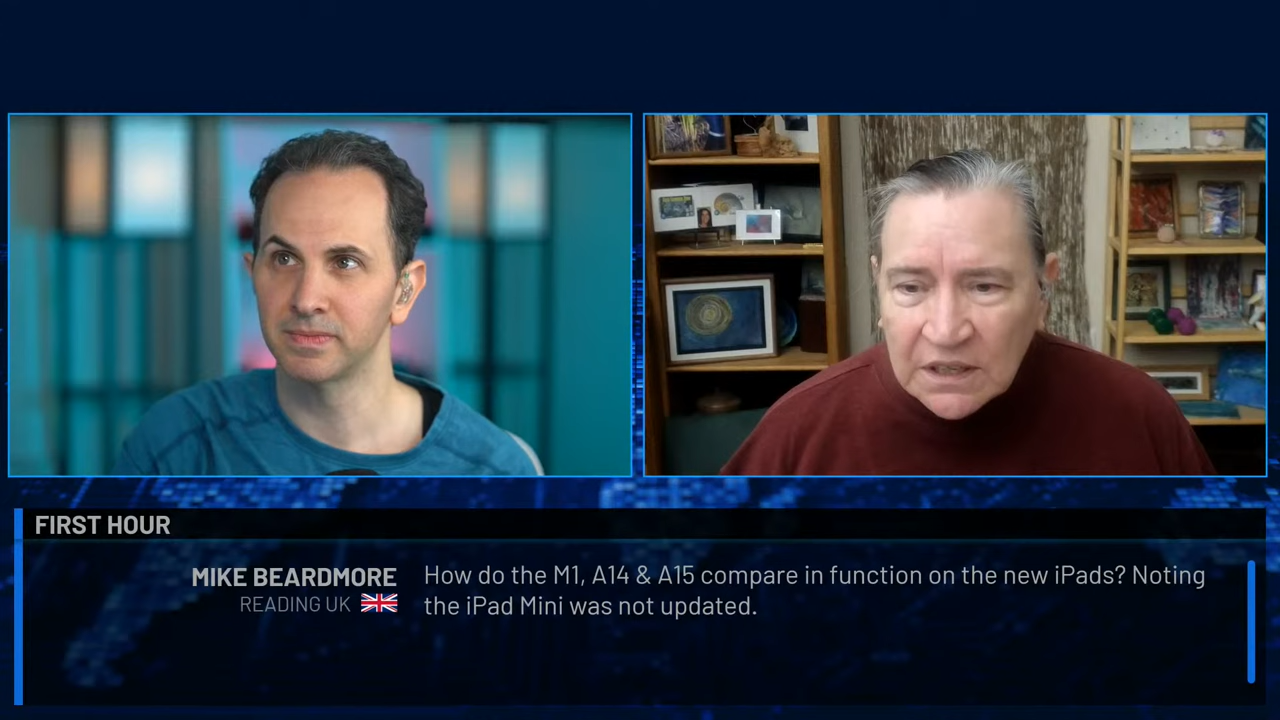 FIRST HOUR
MIKE BEARDMORE
READING UK
How do the M1, A14 & A15 compare in function on the new iPads? Noting
the iPad Mini was not updated.